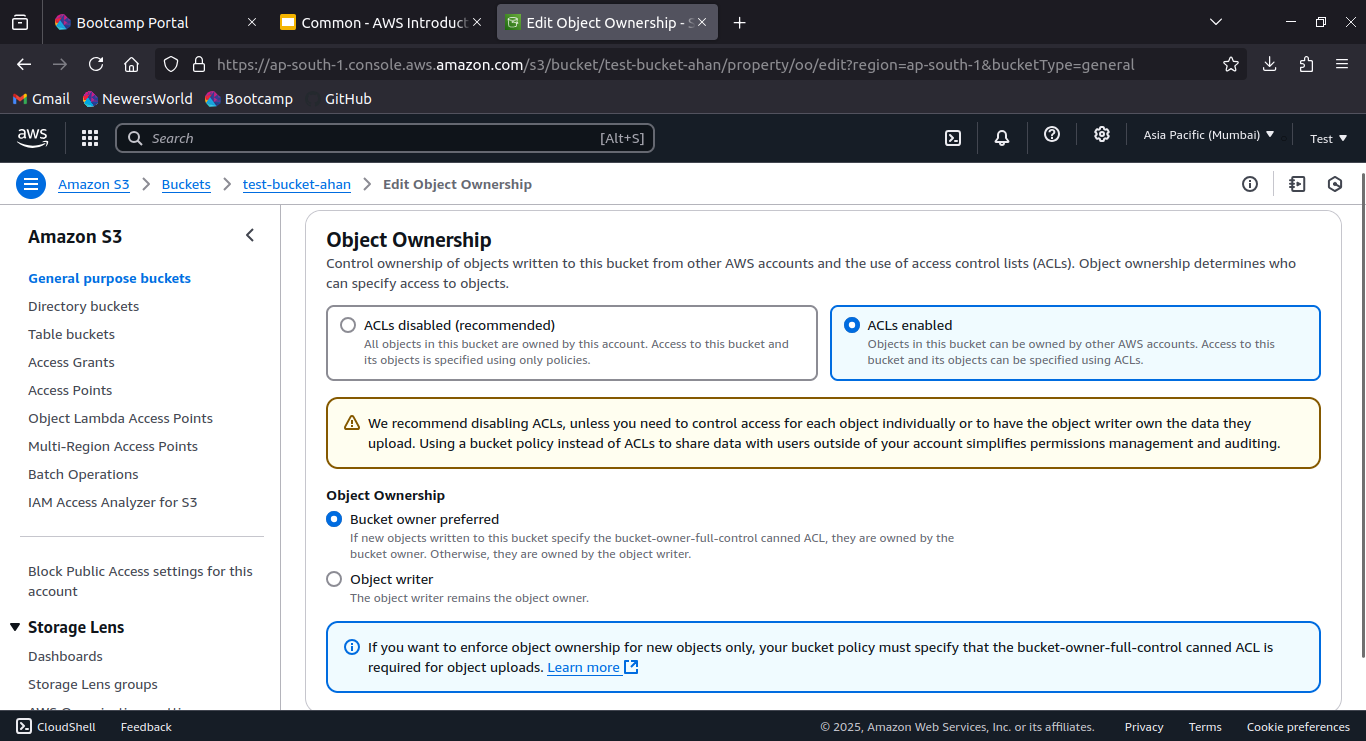 Bootcamp Portal
Common - AWS Introduct
Edit Object Ownership - S
https://ap-south-1.console.aws.amazon.com/s3/bucket/test-bucket-ahan/property/oo/edit?region=ap-south-1&bucketType=general
Gmail
NewersWorld
Bootcamp
GitHub
aws
Search
[Alt+S]
Asia Pacific (Mumbai)
Test
Amazon S3
Buckets
test-bucket-ahan
Edit Object Ownership
Amazon S3
General purpose buckets
Directory buckets
Table buckets
Access Grants
Access Points
Object Lambda Access Points
Multi-Region Access Points
Batch Operations
IAM Access Analyzer for S3
Block Public Access settings for this
account
Storage Lens
Dashboards
Storage Lens groups
Object Ownership
Control ownership of objects written to this bucket from other AWS accounts and the use of access control lists (ACLs). Object ownership determines who
can specify access to objects.
ACLs disabled (recommended)
All objects in this bucket are owned by this account. Access to this bucket and
its objects is specified using only policies.
ACLs enabled
Objects in this bucket can be owned by other AWS accounts. Access to this
bucket and its objects can be specified using ACLs.
We recommend disabling ACLs, unless you need to control access for each object individually or to have the object writer own the data they
upload. Using a bucket policy instead of ACLs to share data with users outside of your account simplifies permissions management and auditing.
Object Ownership
Bucket owner preferred
If new objects written to this bucket specify the bucket-owner-full-control canned ACL, they are owned by the
bucket owner. Otherwise, they are owned by the object writer.
Object writer
The object writer remains the object owner.
If you want to enforce object ownership for new objects only, your bucket policy must specify that the bucket-owner-full-control canned ACL is
required for object uploads. Learn more
CloudShell
Feedback
© 2025, Amazon Web Services, Inc. or its affiliates.
Privacy
Terms
Cookie preferences